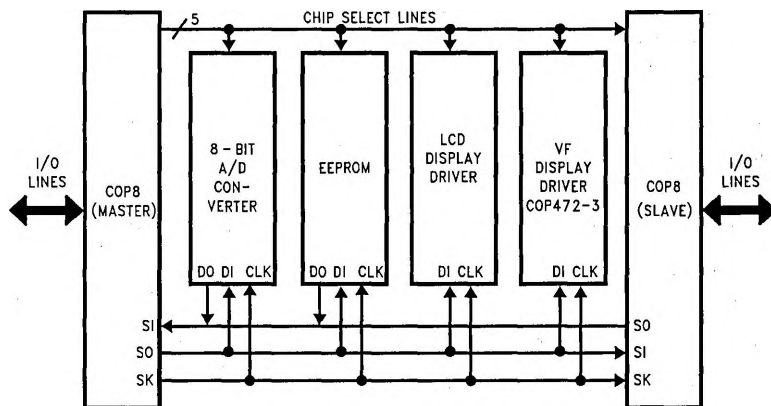 5
CHIP SELECT LINES
I/O
LINES
COP8
(MASTER)
8-BIT
A/D
CON-
VERTER
DO DI CLK
EEPROM
DO DI CLK
LCD
DISPLAY
DRIVER
DI CLK
VF
DISPLAY
DRIVER
COP472-3
DI CLK
COP8
(SLAVE)
I/O
LINES
SI
SO
SK
SO
SI
SK